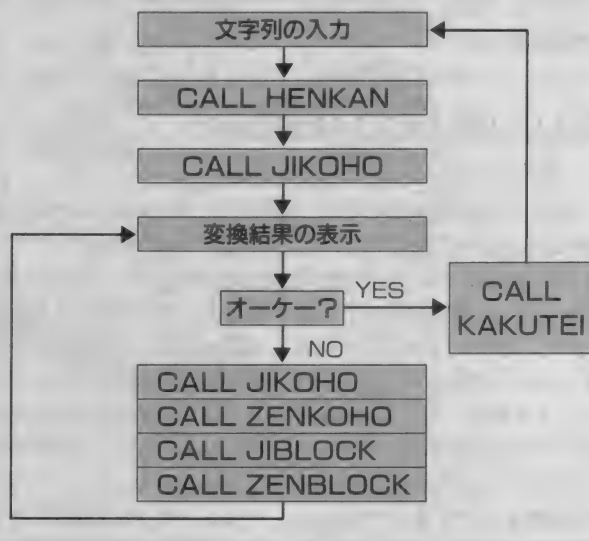 文字列の入力
CALL HENKAN
CALL JIKOHO
変換結果の表示
オーケー?
YES
CALL
KAKUTEI
NO
CALL JIKOHO
CALL ZENKOHO
CALL JIBLOCK
CALL ZENBLOCK